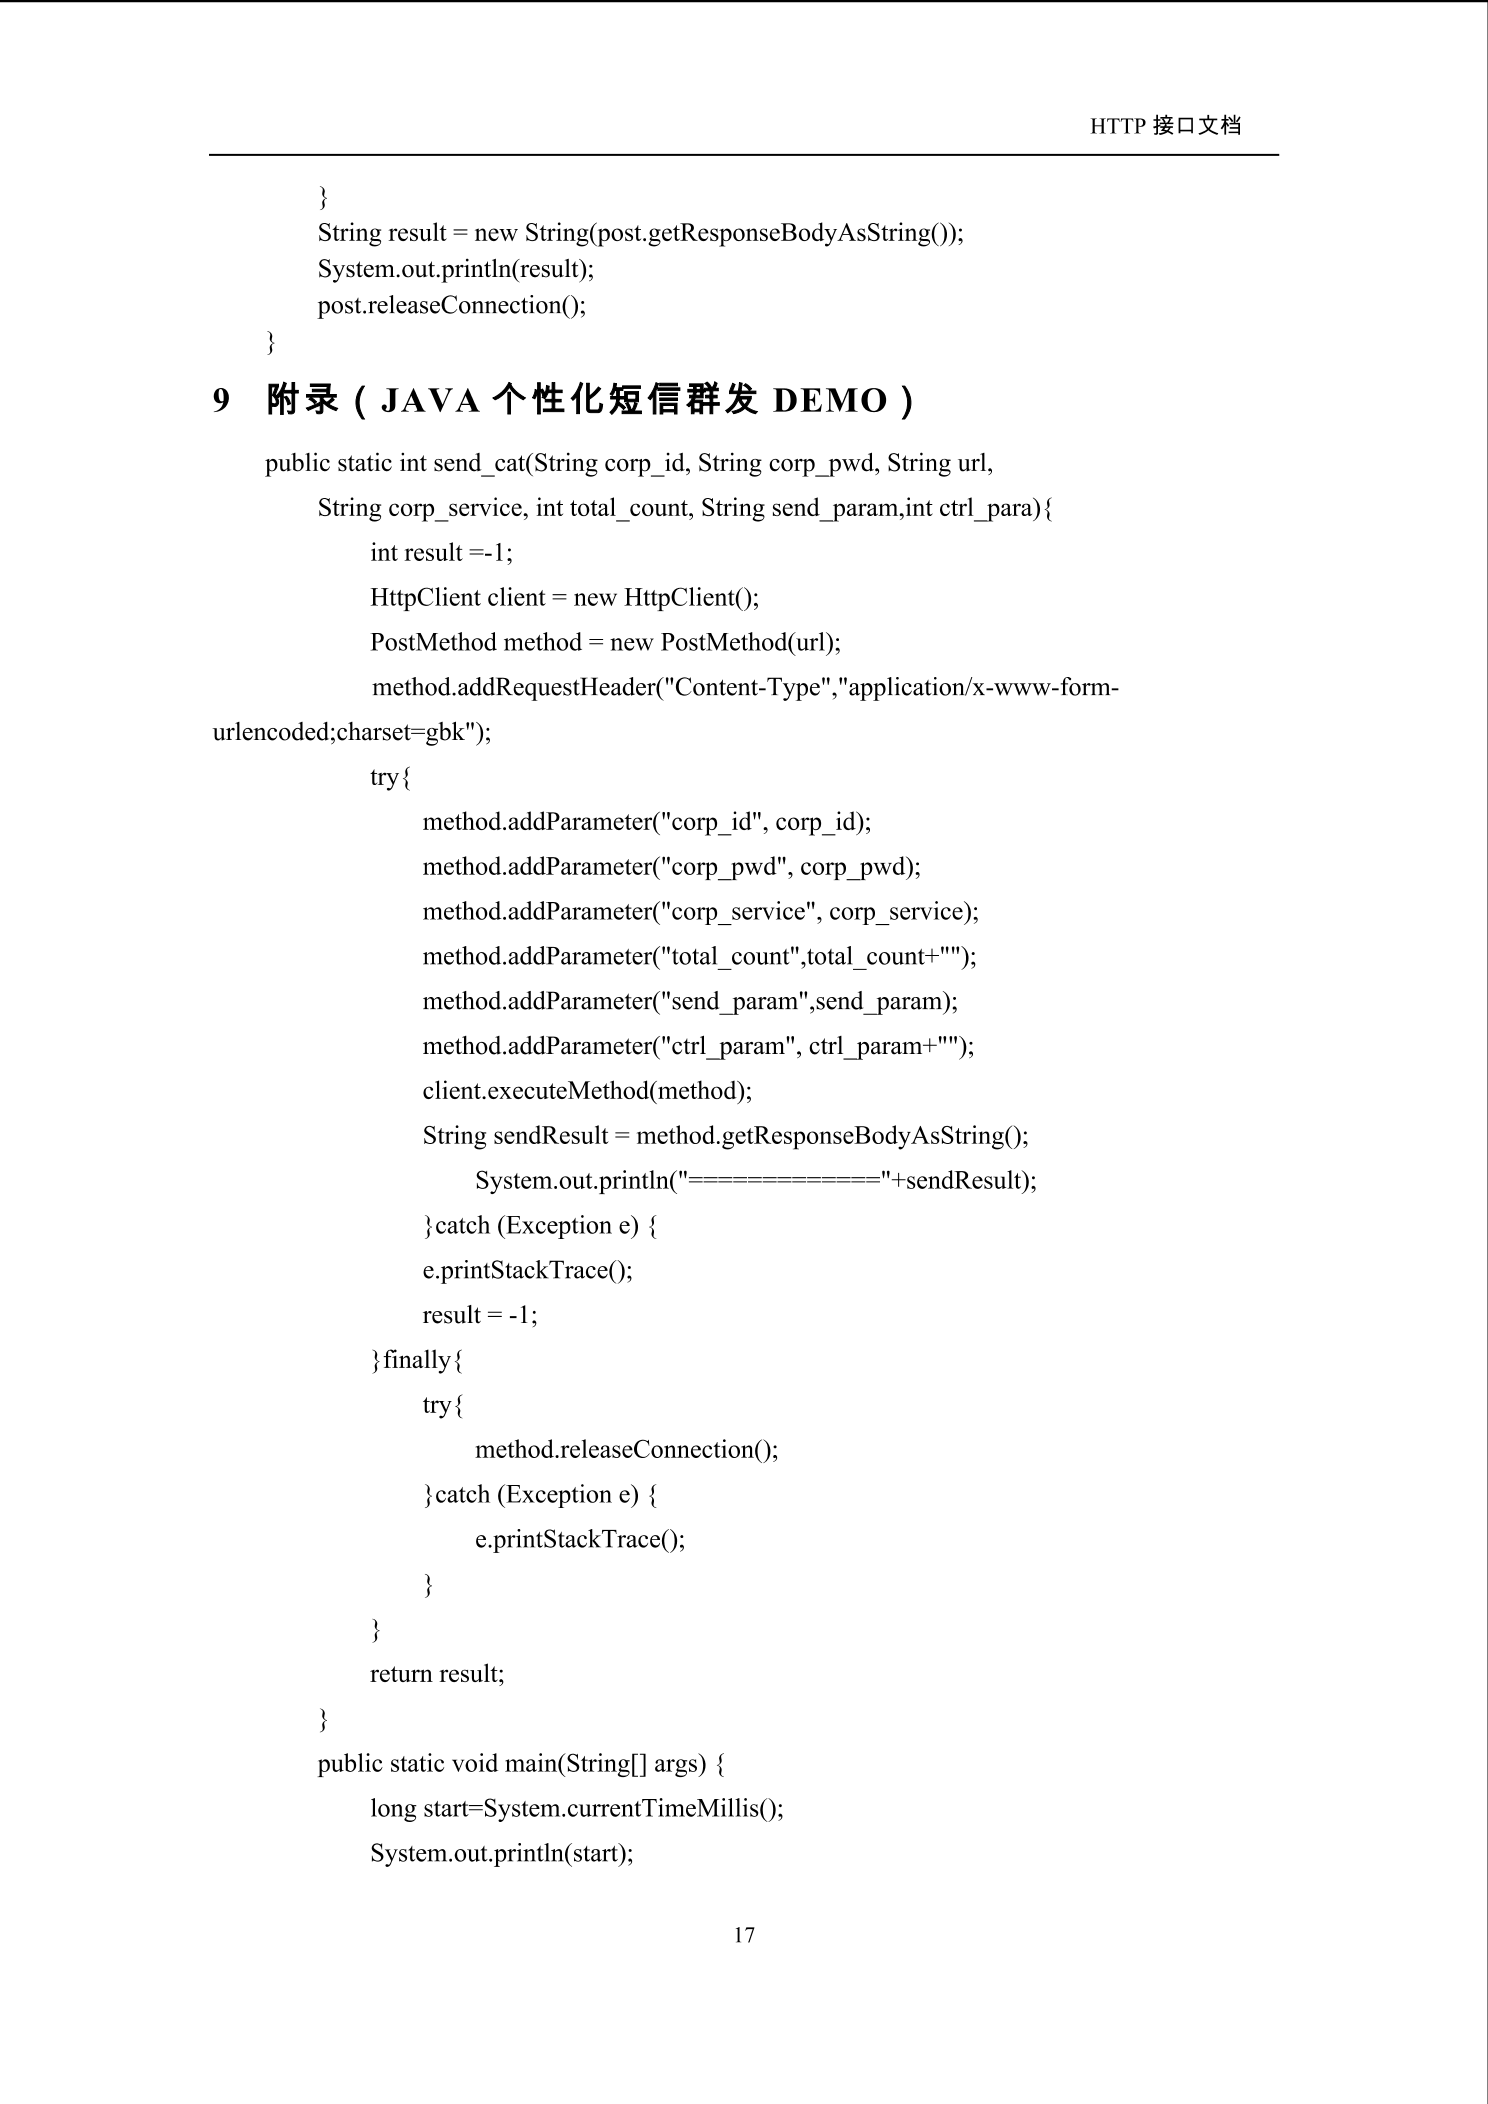 HTTP 接口文档
}
String result = new String(post.getResponseBodyAsString());
System.out.println(result);
post.releaseConnection();
}
9 附录（JAVA 个性化短信群发 DEMO）
public static int send_cat(String corp_id, String corp_pwd, String url,
String corp_service, int total_count, String send_param,int ctrl_para){
int result =-1;
HttpClient client = new HttpClient();
PostMethod method = new PostMethod(url);
method.addRequestHeader("Content-Type","application/x-www-form-
urlencoded;charset=gbk");
try{
method.addParameter("corp_id", corp_id);
method.addParameter("corp_pwd", corp_pwd);
method.addParameter("corp_service", corp_service);
method.addParameter("total_count",total_count+"");
method.addParameter("send_param",send_param);
method.addParameter("ctrl_param", ctrl_param+"");
client.executeMethod(method);
String sendResult = method.getResponseBodyAsString();
System.out.println("============="+sendResult);
}catch (Exception e) {
e.printStackTrace();
result = -1;
}finally{
try{
method.releaseConnection();
}catch (Exception e) {
e.printStackTrace();
}
}
return result;
}
public static void main(String[] args) {
long start=System.currentTimeMillis();
System.out.println(start);
17